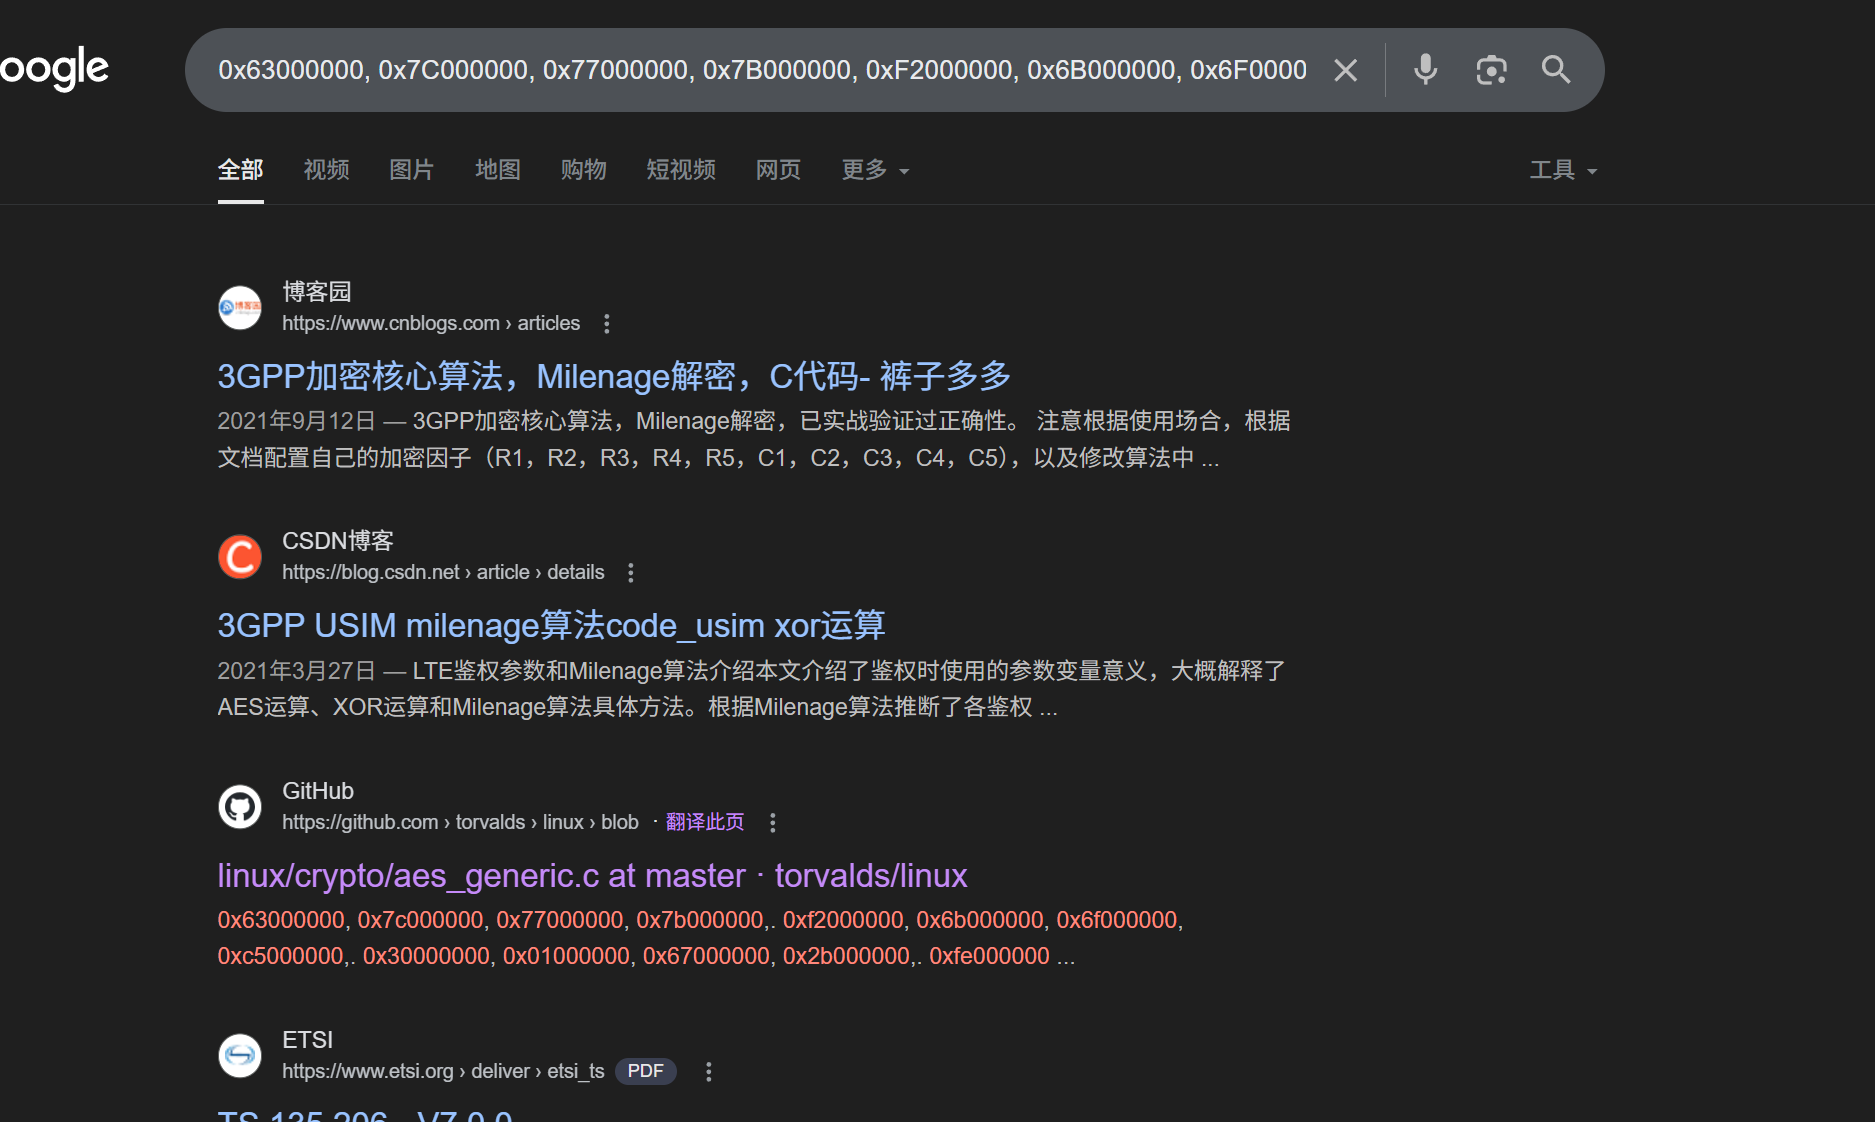 oogle
0x63000000, 0x7C000000, 0x77000000, 0x7B000000, 0xF2000000, 0x6B000000, 0x6F0000
全部 视频 图片 地图 购物 短视频 网页 更多 工具
博客园
https://www.cnblogs.com › articles
3GPP加密核心算法，Milenage解密，C代码- 裤子多多
2021年9月12日 — 3GPP加密核心算法，Milenage解密，已实战验证过正确性。 注意根据使用场合，根据
文档配置自己的加密因子（R1，R2，R3，R4，R5，C1，C2，C3，C4，C5），以及修改算法中 ...
CSDN博客
https://blog.csdn.net › article › details
3GPP USIM milenage算法code_usim xor运算
2021年3月27日 — LTE鉴权参数和Milenage算法介绍本文介绍了鉴权时使用的参数变量意义，大概解释了
AES运算、XOR运算和Milenage算法具体方法。根据Milenage算法推断了各鉴权 ...
GitHub
https://github.com › torvalds › linux › blob · 翻译此页
linux/crypto/aes_generic.c at master · torvalds/linux
0x63000000, 0x7c000000, 0x77000000, 0x7b000000,. 0xf2000000, 0x6b000000, 0x6f000000,
0xc5000000,. 0x30000000, 0x01000000, 0x67000000, 0x2b000000,. 0xfe000000 ...
ETSI
https://www.etsi.org › deliver › etsi_ts PDF
TS 135 206 - V7.0.0